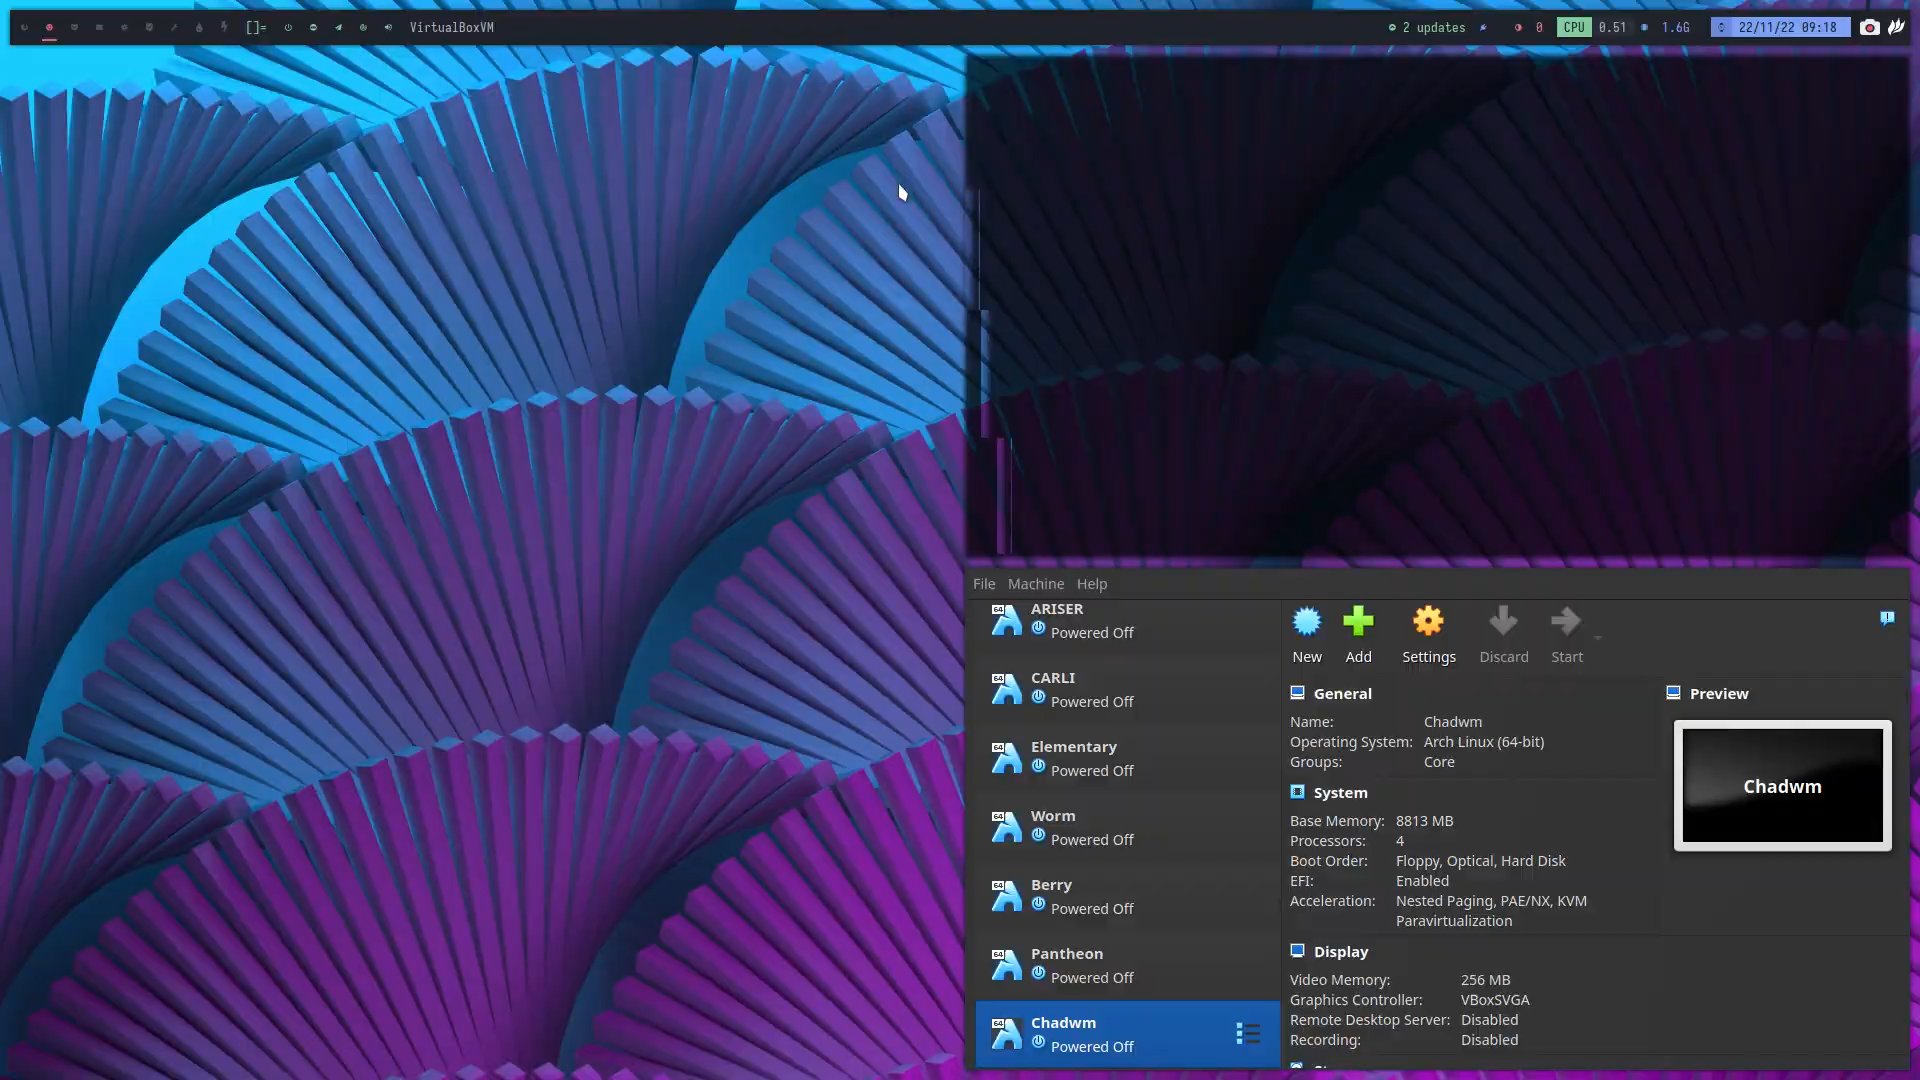 []= VirtualBoxVM 2 updates 0 CPU 0.51 1.6G 22/11/22 09:18
File Machine Help
ARISER
Powered Off
CARLI
Powered Off
Elementary
Powered Off
Worm
Powered Off
Berry
Powered Off
Pantheon
Powered Off
Chadwm
Powered Off
New Add Settings Discard Start
General
Name: Chadwm
Operating System: Arch Linux (64-bit)
Groups: Core
System
Base Memory: 8813 MB
Processors: 4
Boot Order: Floppy, Optical, Hard Disk
EFI: Enabled
Acceleration: Nested Paging, PAE/NX, KVM
Paravirtualization
Display
Video Memory: 256 MB
Graphics Controller: VBoxSVGA
Remote Desktop Server: Disabled
Recording: Disabled
Preview
Chadwm